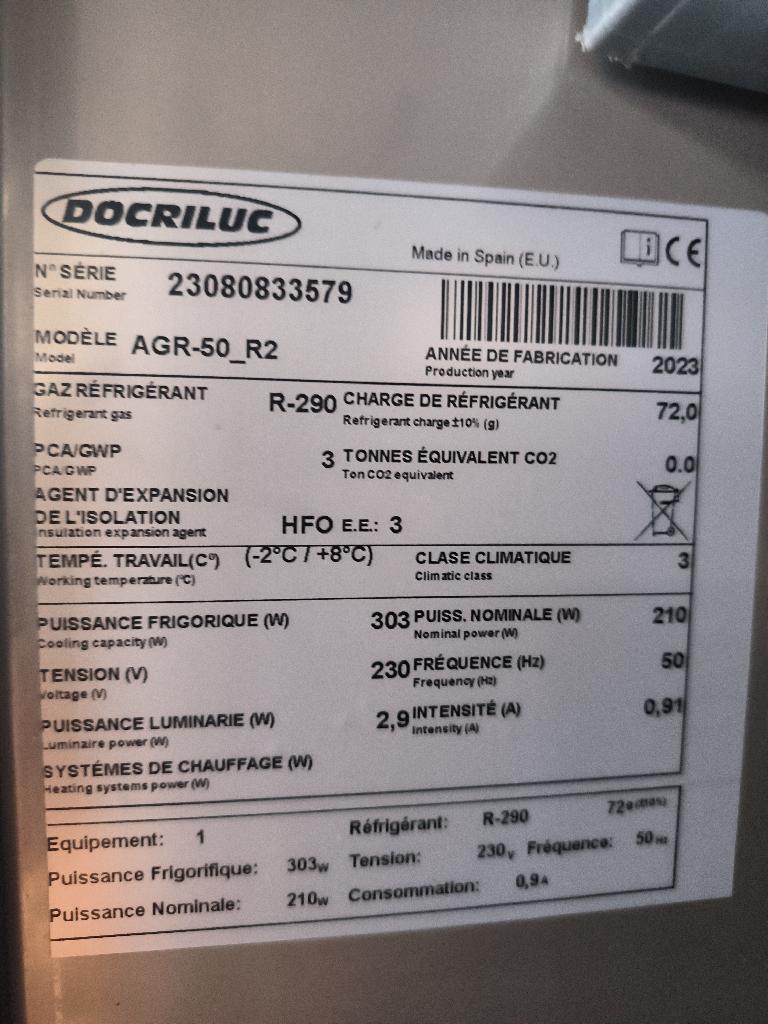 DOCRILUC
Made in Spain (E.U.)
CE
N° SÉRIE 23080833579
Serial Number
MODÈLE AGR-50_R2
Model
ANNÉE DE FABRICATION 2023
Production year
GAZ RÉFRIGÉRANT R-290 CHARGE DE RÉFRIGÉRANT 72,0
Refrigerant gas Refrigerant charge ±10% (g)
PCA/GWP 3 TONNES ÉQUIVALENT CO2 0.0
PCA/GWP Ton CO2 equivalent
AGENT D'EXPANSION
DE L'ISOLATION HFO E.E.: 3
Insulation expansion agent
TEMPÉ. TRAVAIL(Cº) (-2°C / +8°C) CLASE CLIMATIQUE 3
Working temperature (°C) Climatic class
PUISSANCE FRIGORIQUE (W) 303 PUISS. NOMINALE (W) 210
Cooling capacity (W) Nominal power (W)
TENSION (V) 230 FRÉQUENCE (Hz) 50
Voltage (V) Frequency (Hz)
PUISSANCE LUMINARIE (W) 2,9 INTENSITÉ (A) 0,91
Luminaire power (W) Intensity (A)
SYSTÉMES DE CHAUFFAGE (W)
Heating systems power (W)
Equipement: 1 Réfrigérant: R-290 72g(±10%)
Puissance Frigorifique: 303W Tension: 230V Fréquence: 50Hz
Puissance Nominale: 210W Consommation: 0,9A